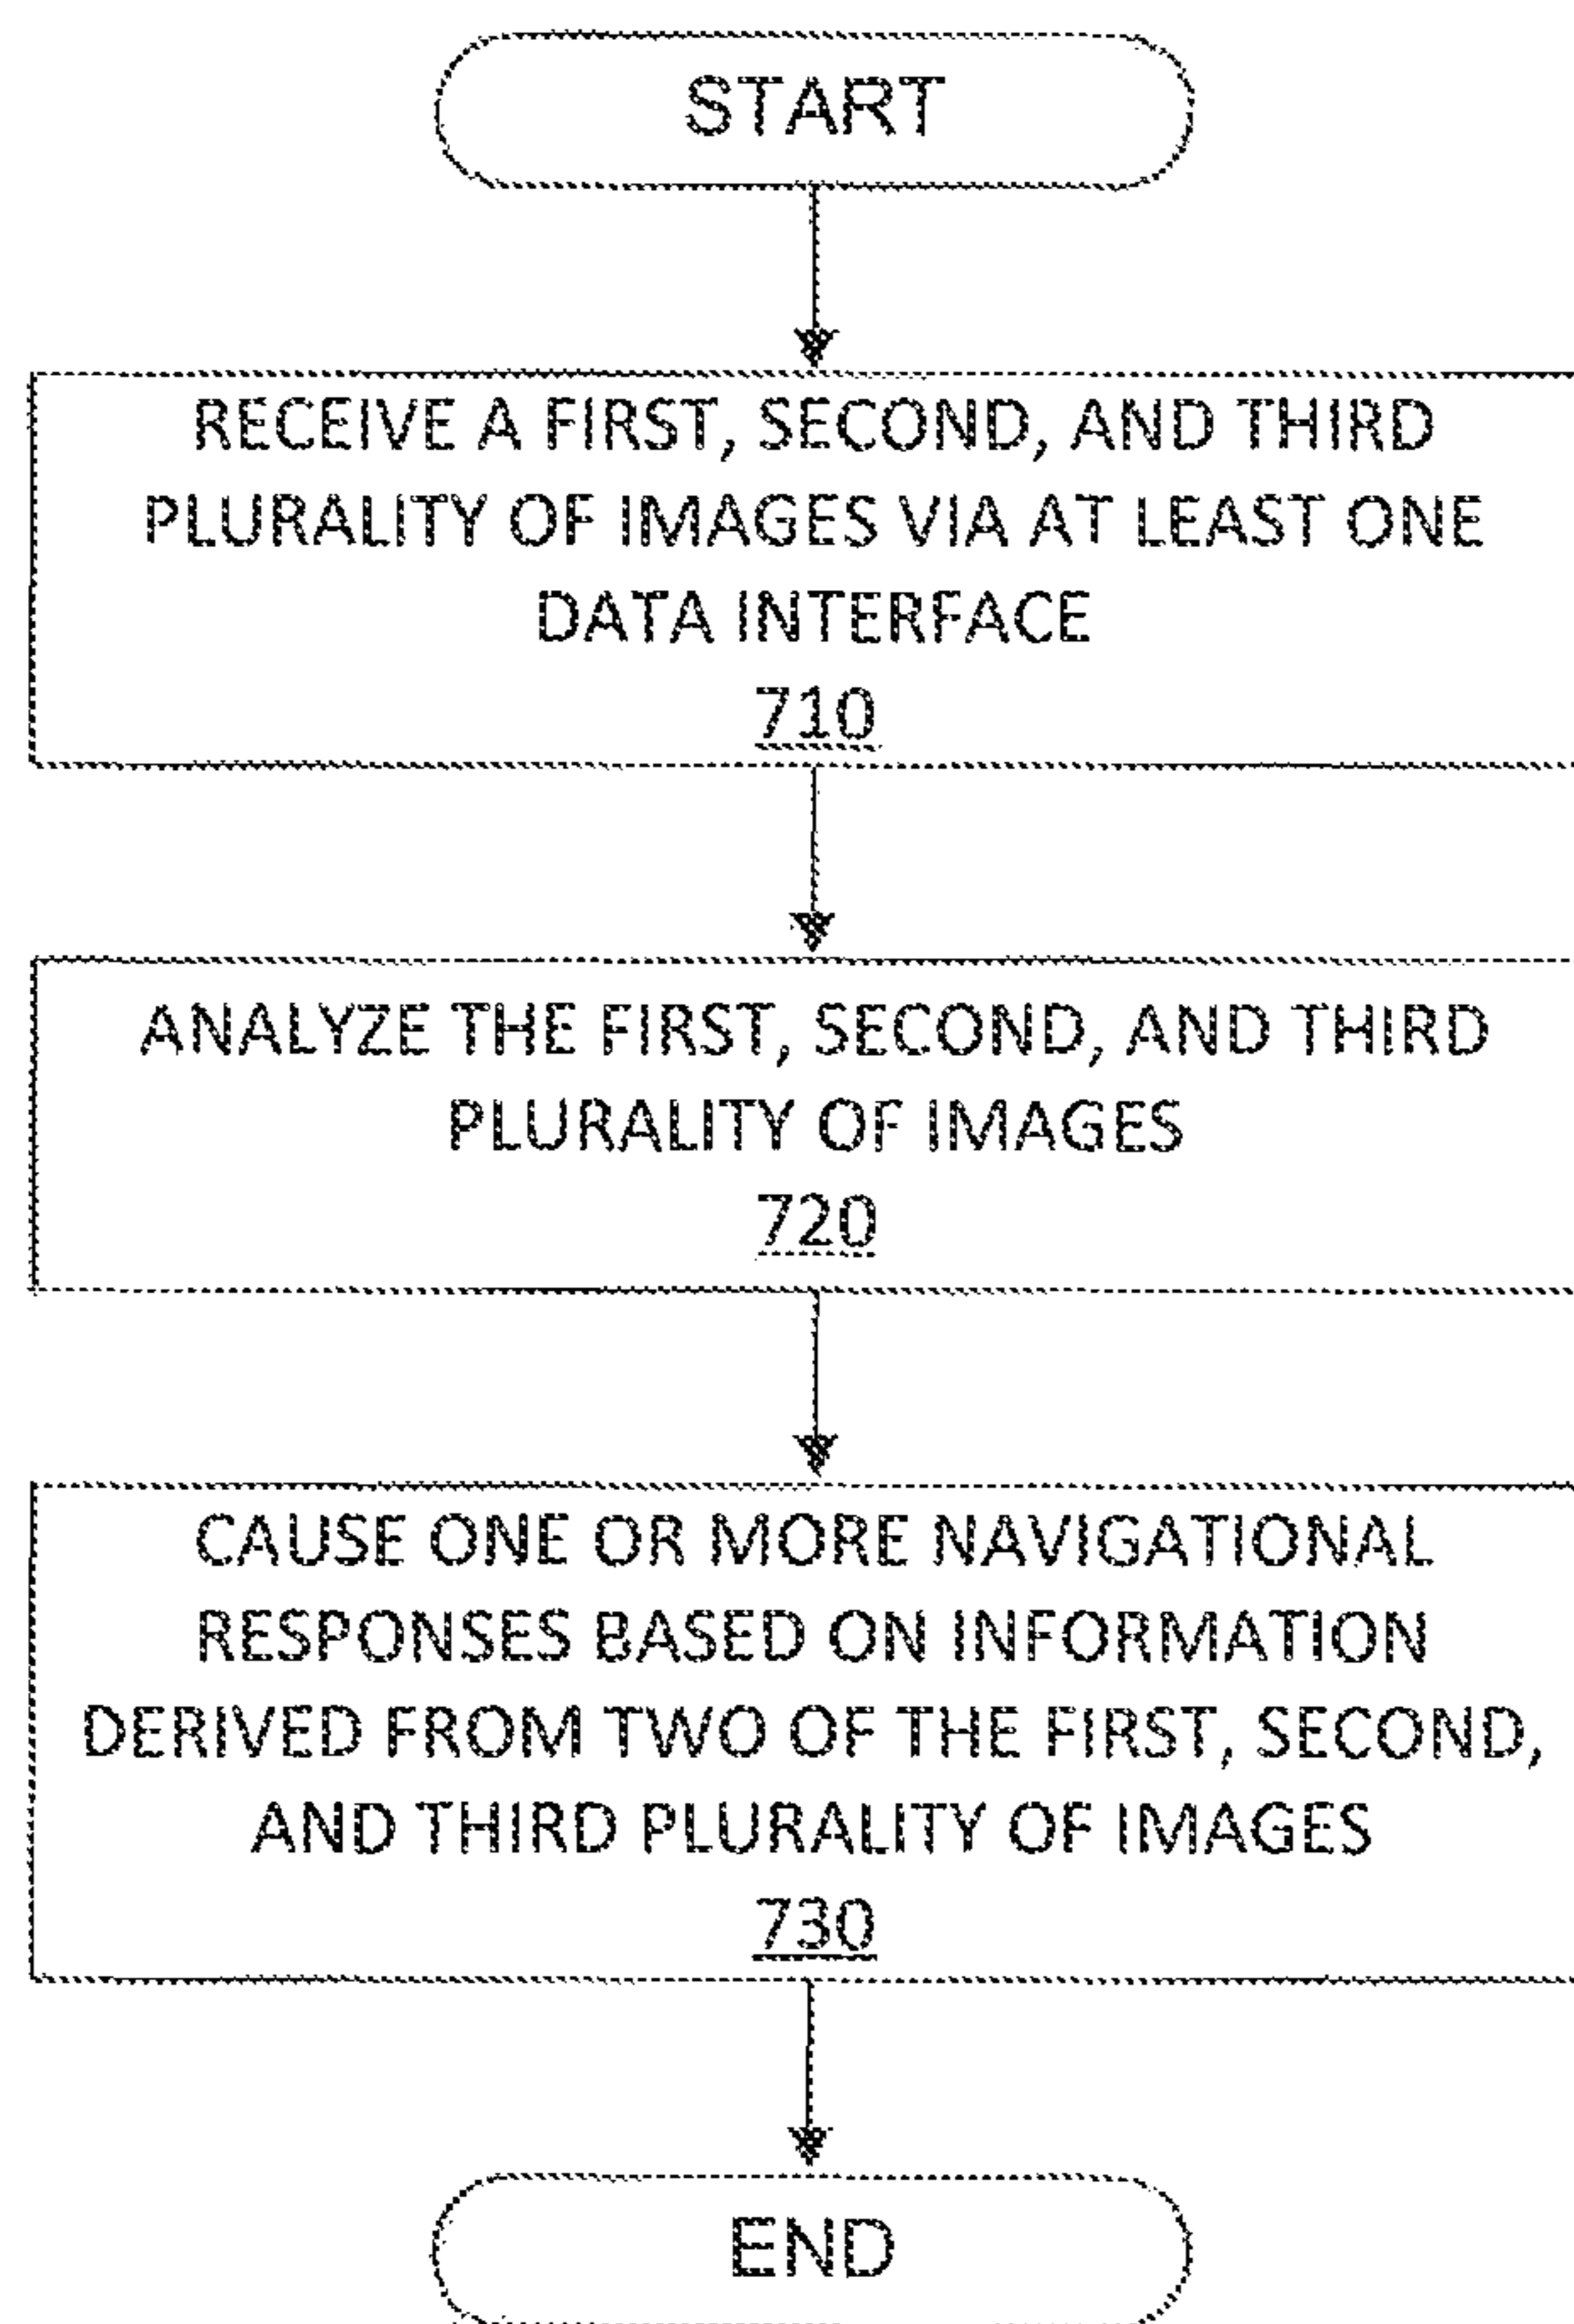 START
RECEIVE A FIRST, SECOND, AND THIRD
PLURALITY OF IMAGES VIA AT LEAST ONE
DATA INTERFACE
710
ANALYZE THE FIRST, SECOND, AND THIRD
PLURALITY OF IMAGES
720
CAUSE ONE OR MORE NAVIGATIONAL
RESPONSES BASED ON INFORMATION
DERIVED FROM TWO OF THE FIRST, SECOND,
AND THIRD PLURALITY OF IMAGES
730
END